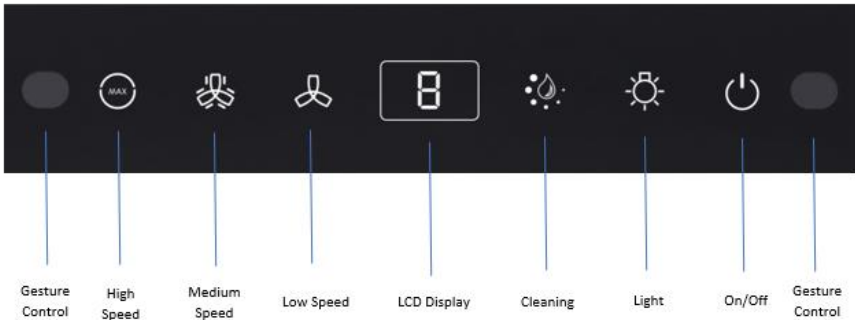 MAX
8
Gesture
Control
High
Speed
Medium
Speed
Low Speed
LCD Display
Cleaning
Light
On/Off
Gesture
Control